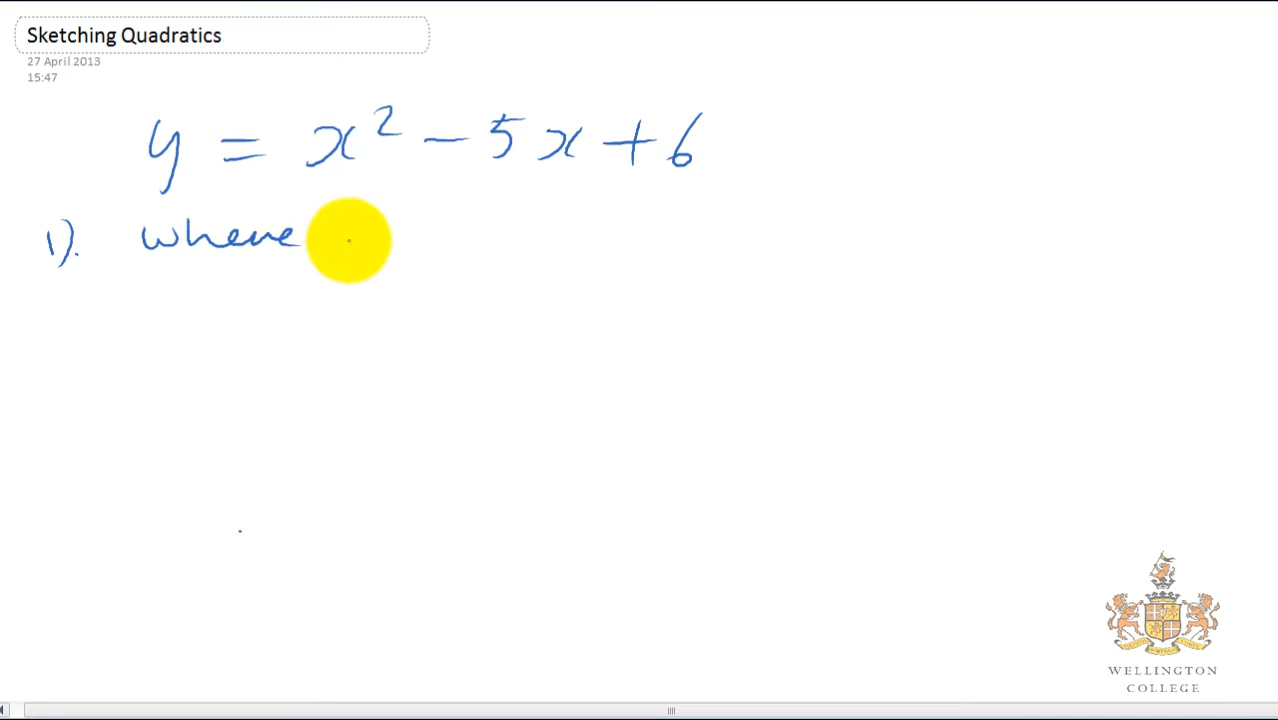 Sketching Quadratics
27 April 2013
15:47
y = x² - 5x + 6
1). where
WELLINGTON
COLLEGE